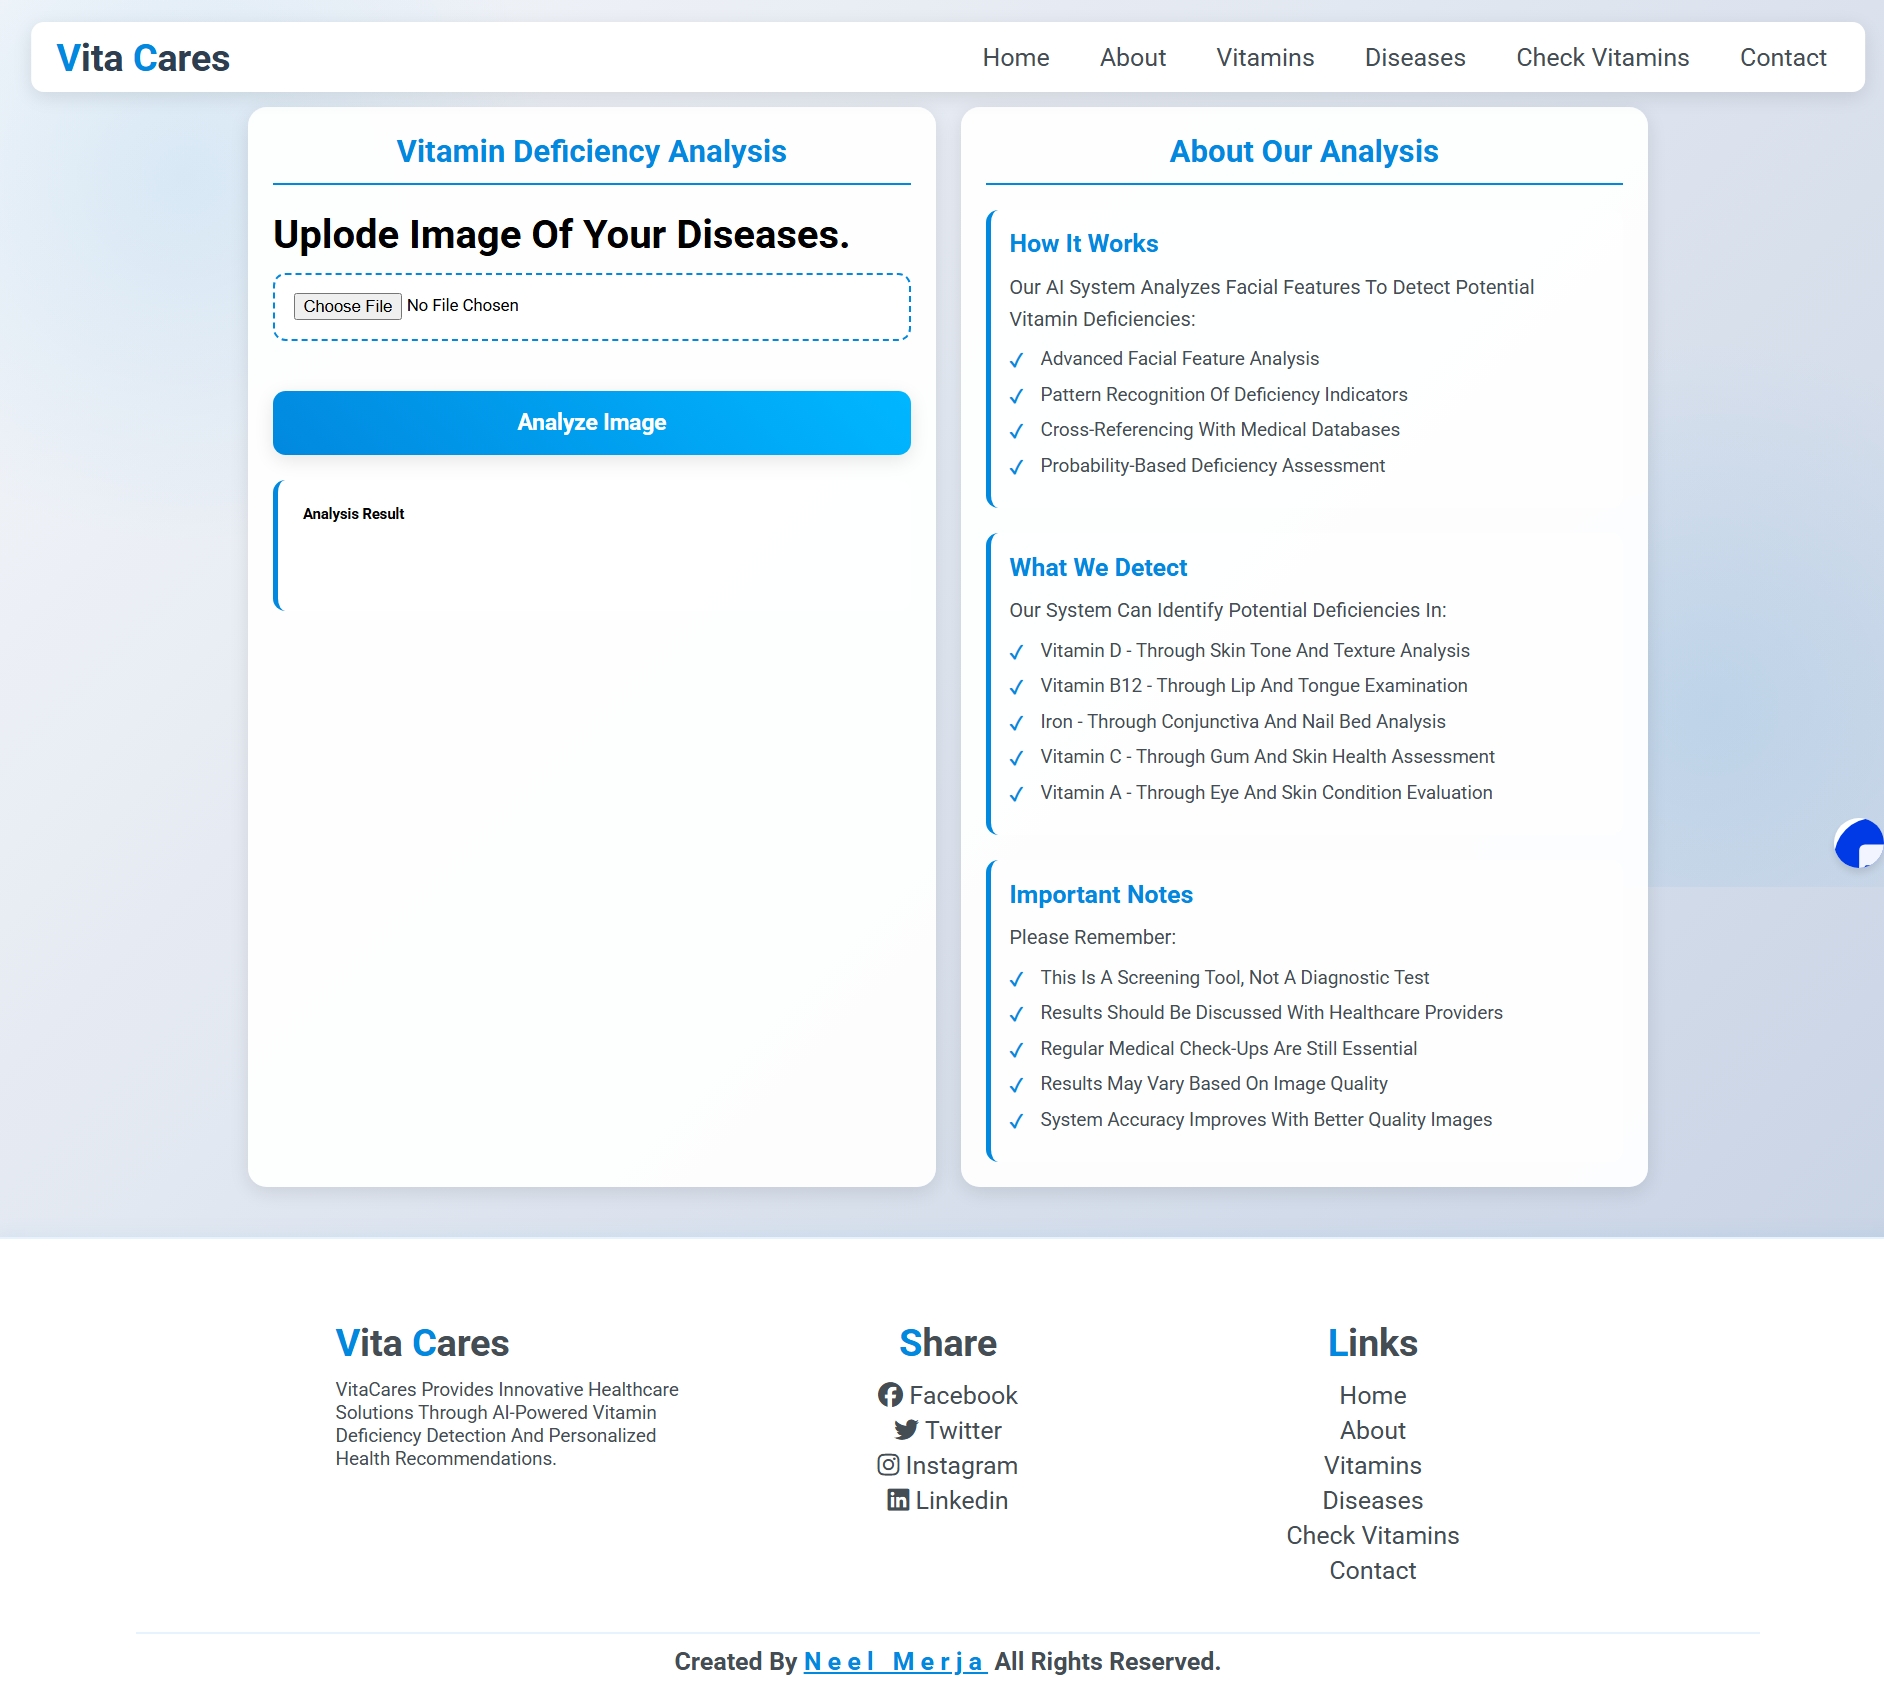 Vita Cares
Home About Vitamins Diseases Check Vitamins Contact
Vitamin Deficiency Analysis
Uplode Image Of Your Diseases.
Choose File No File Chosen
Analyze Image
Analysis Result
About Our Analysis
How It Works
Our AI System Analyzes Facial Features To Detect Potential
Vitamin Deficiencies:
✓ Advanced Facial Feature Analysis
✓ Pattern Recognition Of Deficiency Indicators
✓ Cross-Referencing With Medical Databases
✓ Probability-Based Deficiency Assessment
What We Detect
Our System Can Identify Potential Deficiencies In:
✓ Vitamin D - Through Skin Tone And Texture Analysis
✓ Vitamin B12 - Through Lip And Tongue Examination
✓ Iron - Through Conjunctiva And Nail Bed Analysis
✓ Vitamin C - Through Gum And Skin Health Assessment
✓ Vitamin A - Through Eye And Skin Condition Evaluation
Important Notes
Please Remember:
✓ This Is A Screening Tool, Not A Diagnostic Test
✓ Results Should Be Discussed With Healthcare Providers
✓ Regular Medical Check-Ups Are Still Essential
✓ Results May Vary Based On Image Quality
✓ System Accuracy Improves With Better Quality Images
Vita Cares
VitaCares Provides Innovative Healthcare
Solutions Through AI-Powered Vitamin
Deficiency Detection And Personalized
Health Recommendations.
Share
Facebook
Twitter
Instagram
Linkedin
Links
Home
About
Vitamins
Diseases
Check Vitamins
Contact
Created By Neel Merja All Rights Reserved.